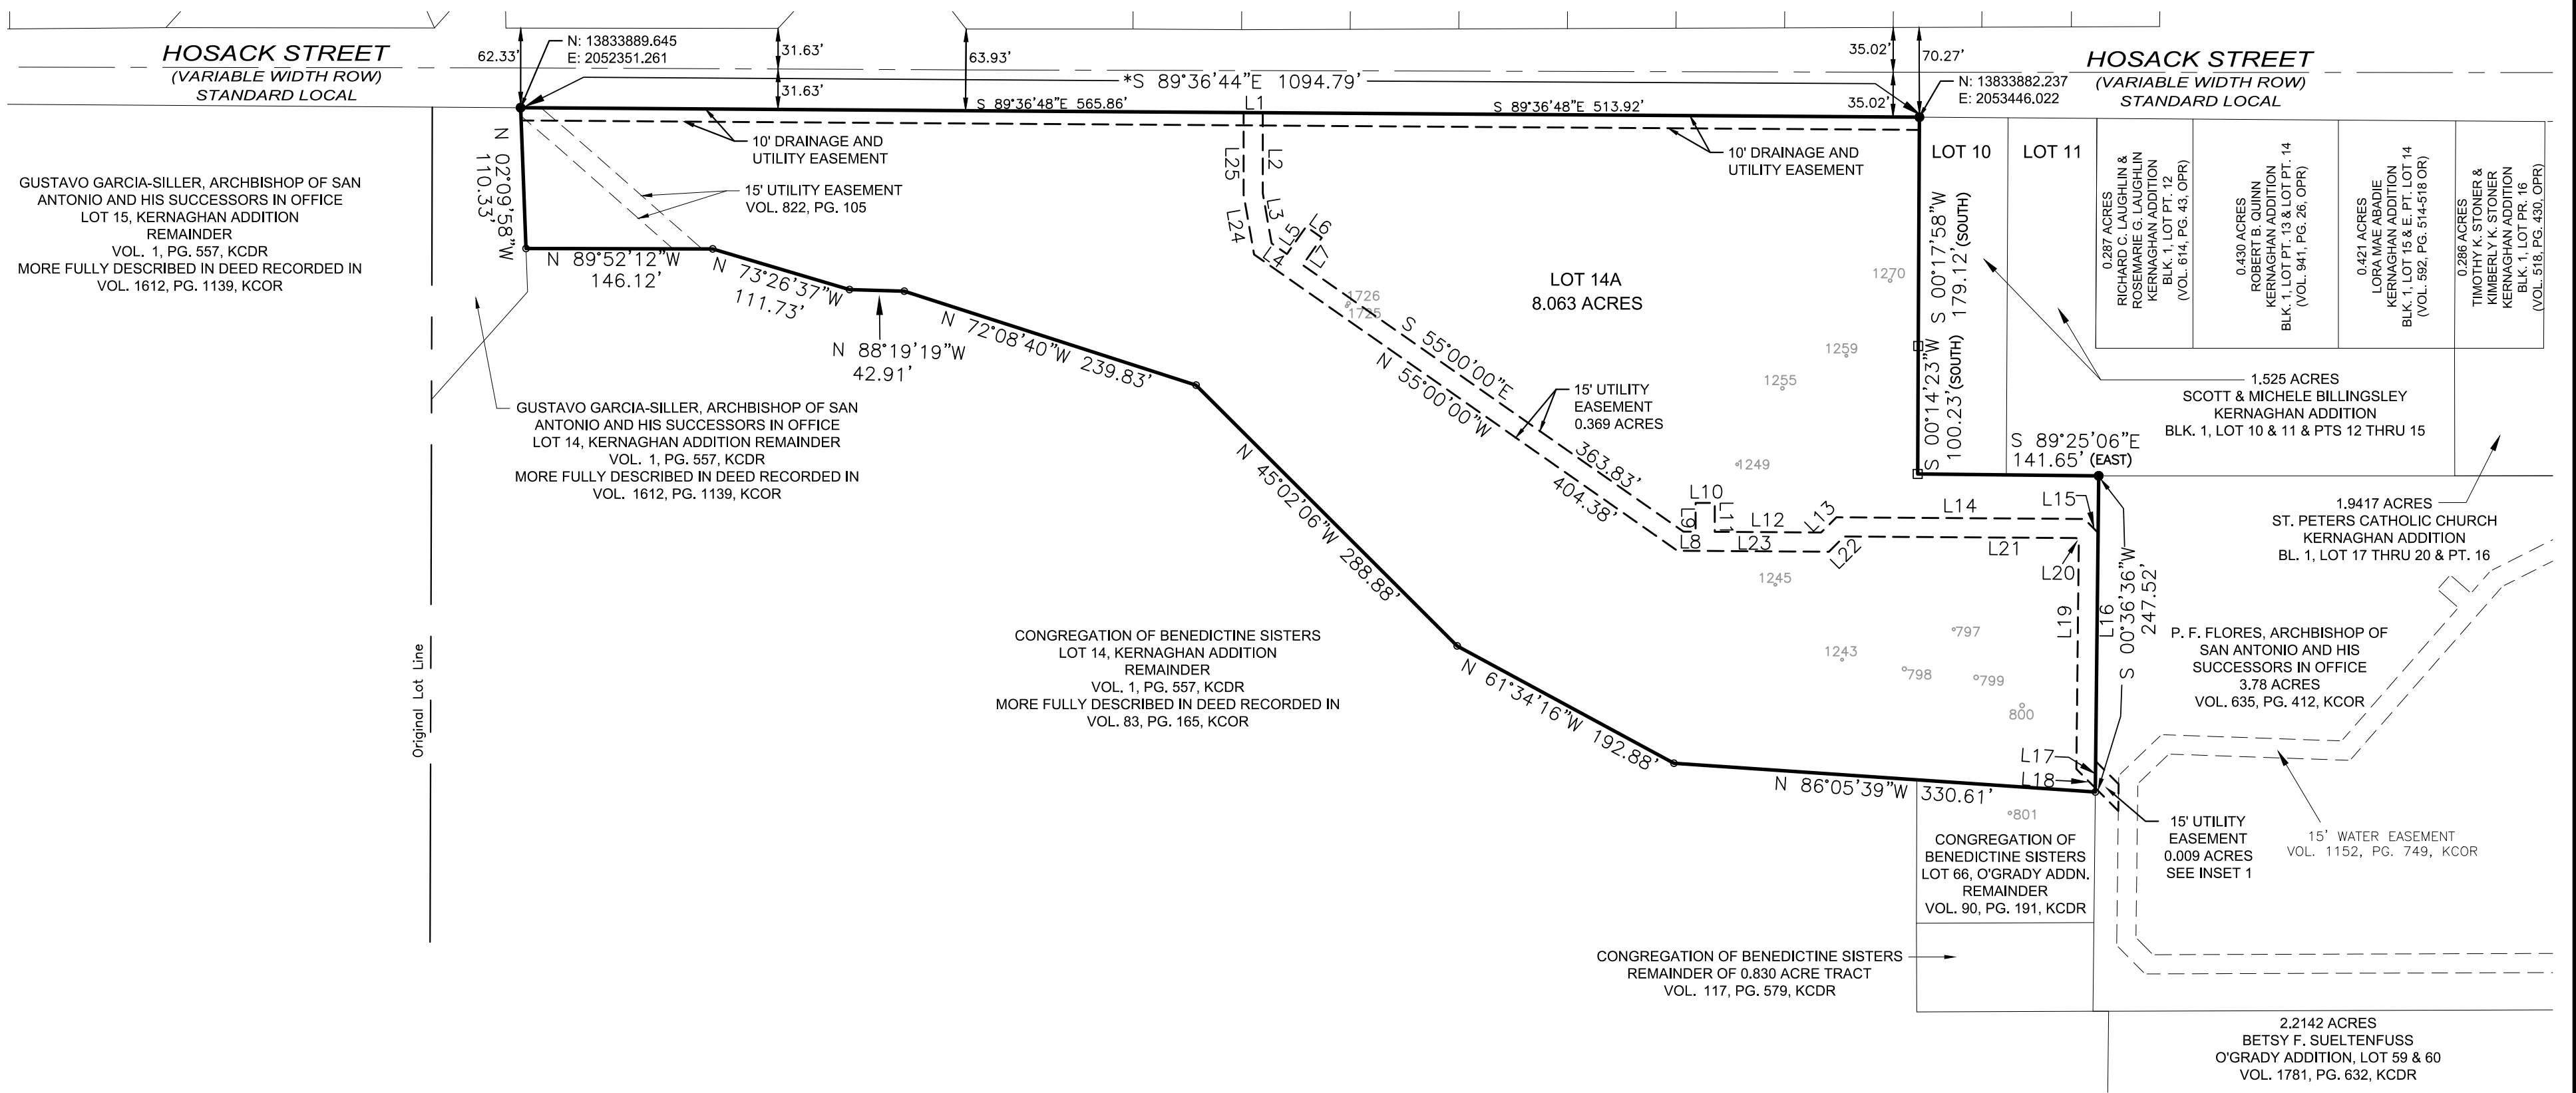 HOSACK STREET
(VARIABLE WIDTH ROW)
STANDARD LOCAL
62.33'
N: 13833889.645
E: 2052351.261
31.63'
31.63'
63.93'
*S 89°36'44"E 1094.79'
S 89°36'48"E 565.86'
L1
S 89°36'48"E 513.92'
35.02'
35.02'
70.27'
N: 13833882.237
E: 2053446.022
HOSACK STREET
(VARIABLE WIDTH ROW)
STANDARD LOCAL
GUSTAVO GARCIA-SILLER, ARCHBISHOP OF SAN
ANTONIO AND HIS SUCCESSORS IN OFFICE
LOT 15, KERNAGHAN ADDITION
REMAINDER
VOL. 1, PG. 557, KCDR
MORE FULLY DESCRIBED IN DEED RECORDED IN
VOL. 1612, PG. 1139, KCOR
N 02°09'58"W
110.33'
10' DRAINAGE AND
UTILITY EASEMENT
15' UTILITY EASEMENT
VOL. 822, PG. 105
N 89°52'12"W
146.12'
N 73°26'37"W
111.73'
N 88°19'19"W
42.91'
N 72°08'40"W 239.83'
L25
L2
L24
L3
L4
L5
L6
L7
10' DRAINAGE AND
UTILITY EASEMENT
LOT 14A
8.063 ACRES
1726
1725
1270
1259
1255
1249
S 55°00'00"E
363.83'
N 55°00'00"W
404.38'
15' UTILITY
EASEMENT
0.369 ACRES
LOT 10
LOT 11
S 00°17'58"W
179.12'(SOUTH)
S 00°14'23"W
100.23'(SOUTH)
0.287 ACRES
RICHARD C. LAUGHLIN &
ROSEMARIE G. LAUGHLIN
KERNAGHAN ADDITION
BLK. 1, LOT PT. 12
(VOL. 614, PG. 43, OPR)
0.430 ACRES
ROBERT B. QUINN
KERNAGHAN ADDITION
BLK. 1, LOT PT. 13 & LOT PT. 14
(VOL. 941, PG. 26, OPR)
0.421 ACRES
LORA MAE ABADIE
KERNAGHAN ADDITION
BLK. 1, LOT 15 & E. PT. LOT 14
(VOL. 592, PG. 514-518 OR)
0.286 ACRES
TIMOTHY K. STONER &
KIMBERLY K. STONER
KERNAGHAN ADDITION
BLK. 1, LOT PR. 16
(VOL. 518, PG. 430, OPR)
1.525 ACRES
SCOTT & MICHELE BILLINGSLEY
KERNAGHAN ADDITION
BLK. 1, LOT 10 & 11 & PTS 12 THRU 15
S 89°25'06"E
141.65' (EAST)
GUSTAVO GARCIA-SILLER, ARCHBISHOP OF SAN
ANTONIO AND HIS SUCCESSORS IN OFFICE
LOT 14, KERNAGHAN ADDITION REMAINDER
VOL. 1, PG. 557, KCDR
MORE FULLY DESCRIBED IN DEED RECORDED IN
VOL. 1612, PG. 1139, KCOR
N 45°02'06"W 288.88'
L8
L9
L10
L11
L12
L13
L14
L15
L23
L22
L21
L20
L19
L16
S 00°36'36"W
247.52'
1.9417 ACRES
ST. PETERS CATHOLIC CHURCH
KERNAGHAN ADDITION
BL. 1, LOT 17 THRU 20 & PT. 16
1245
1243
797
798
799
800
Original Lot Line
CONGREGATION OF BENEDICTINE SISTERS
LOT 14, KERNAGHAN ADDITION
REMAINDER
VOL. 1, PG. 557, KCDR
MORE FULLY DESCRIBED IN DEED RECORDED IN
VOL. 83, PG. 165, KCOR
N 61°34'16"W 192.88'
P. F. FLORES, ARCHBISHOP OF
SAN ANTONIO AND HIS
SUCCESSORS IN OFFICE
3.78 ACRES
VOL. 635, PG. 412, KCOR
L17
L18
N 86°05'39"W 330.61'
801
CONGREGATION OF
BENEDICTINE SISTERS
LOT 66, O'GRADY ADDN.
REMAINDER
VOL. 90, PG. 191, KCDR
15' UTILITY
EASEMENT
0.009 ACRES
SEE INSET 1
15' WATER EASEMENT
VOL. 1152, PG. 749, KCOR
CONGREGATION OF BENEDICTINE SISTERS
REMAINDER OF 0.830 ACRE TRACT
VOL. 117, PG. 579, KCDR
2.2142 ACRES
BETSY F. SUELTENFUSS
O'GRADY ADDITION, LOT 59 & 60
VOL. 1781, PG. 632, KCDR